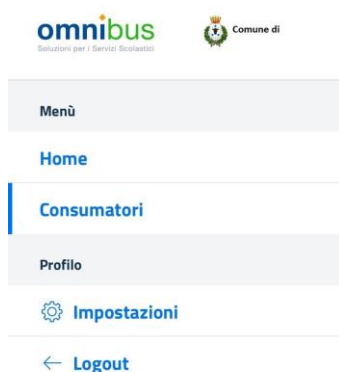 omnibus
Soluzioni per i Servizi Scolastici
Comune di
Menù
Home
Consumatori
Profilo
Impostazioni
Logout